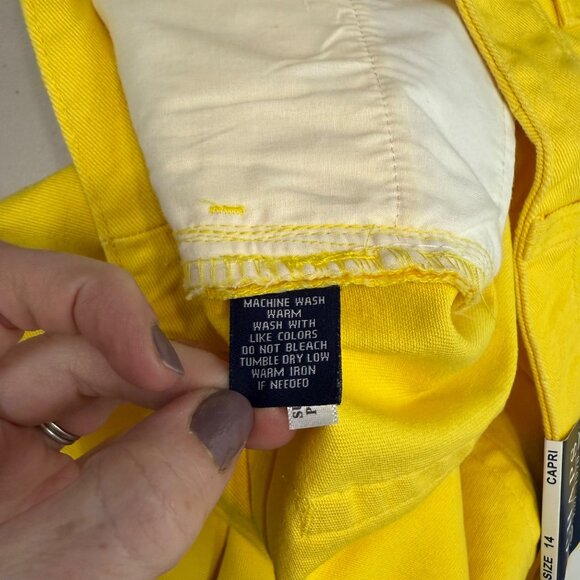 MACHINE WASH
WARM
WASH WITH
LIKE COLORS
DO NOT BLEACH
TUMBLE DRY LOW
WARM IRON
IF NEEDED
CAPRI
SIZE 14